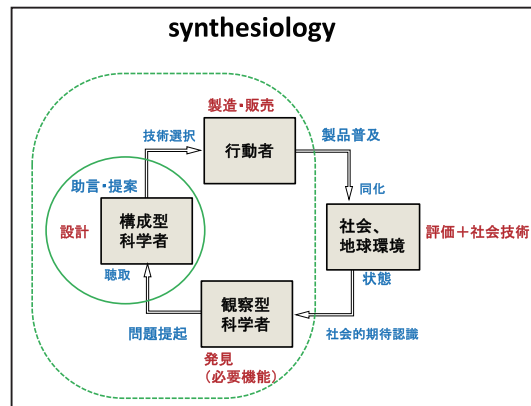 synthesiology
製造・販売
技術選択
行動者
製品普及
助言・提案
同化
設計
構成型
科学者
社会、
地球環境
評価＋社会技術
聴取
状態
観察型
科学者
問題提起
社会的期待認識
発見
（必要機能）